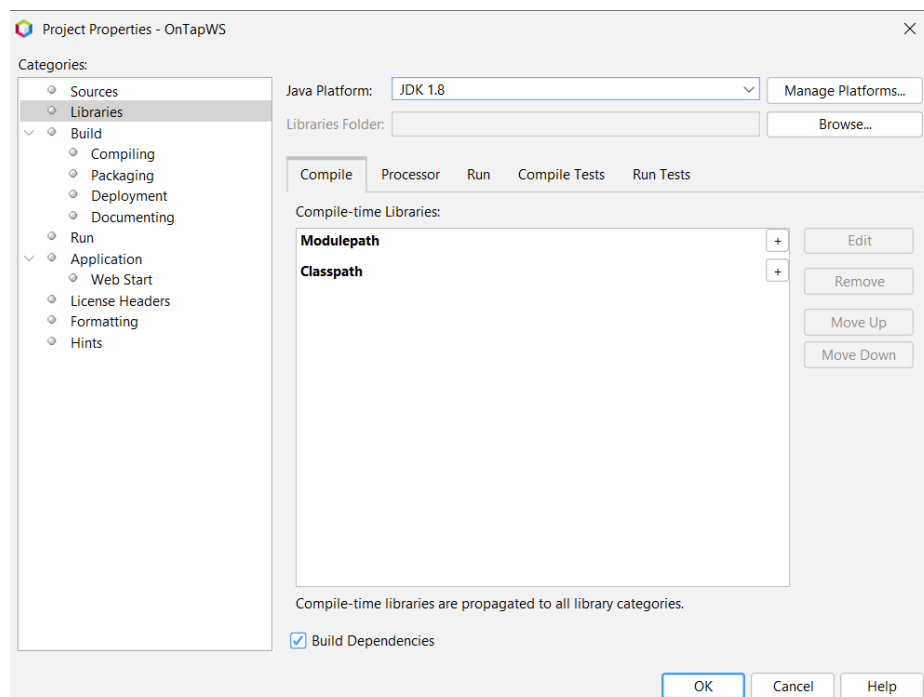 Project Properties - OnTapWS
Categories:
Sources
Libraries
Build
Compiling
Packaging
Deployment
Documenting
Run
Application
Web Start
License Headers
Formatting
Hints
Java Platform: JDK 1.8 Manage Platforms...
Libraries Folder: Browse...
Compile Processor Run Compile Tests Run Tests
Compile-time Libraries:
Modulepath +
Classpath +
Edit
Remove
Move Up
Move Down
Compile-time libraries are propagated to all library categories.
Build Dependencies
OK Cancel Help